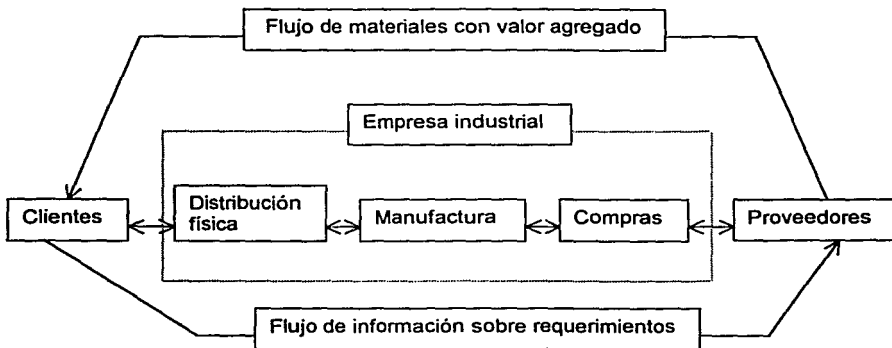 Flujo de materiales con valor agregado
Empresa industrial
Clientes
Distribución
física
Manufactura
Compras
Proveedores
Flujo de información sobre requerimientos